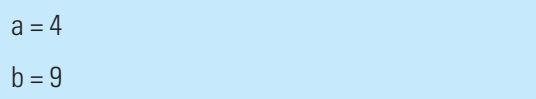 a = 4
b = 9